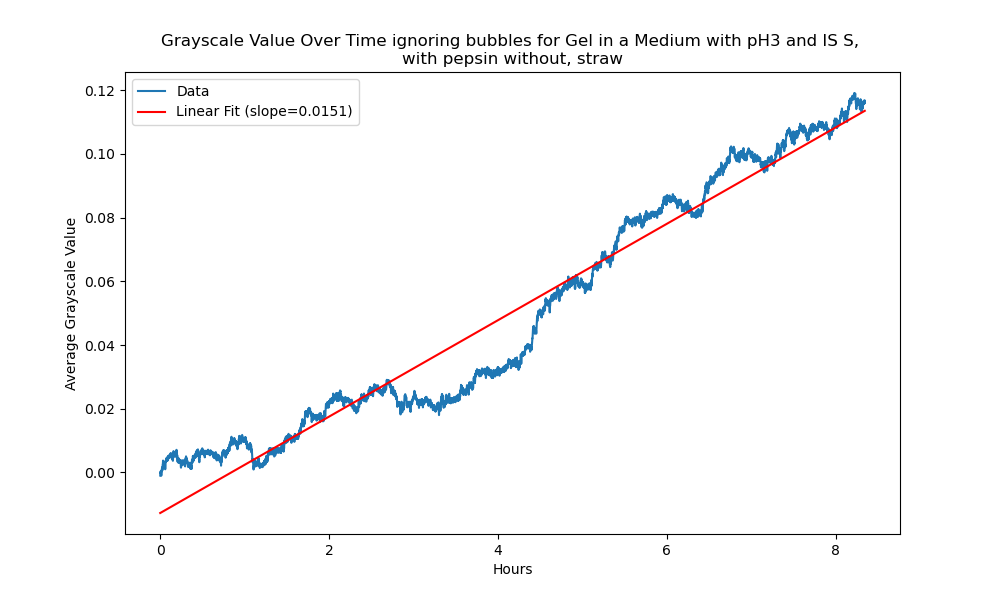 Grayscale Value Over Time ignoring bubbles for Gel in a Medium with pH3 and IS S,
with pepsin without, straw
Data
Linear Fit (slope=0.0151)
0.12
0.10
0.08
0.06
0.04
0.02
0.00
Average Grayscale Value
0 2 4 6 8
Hours